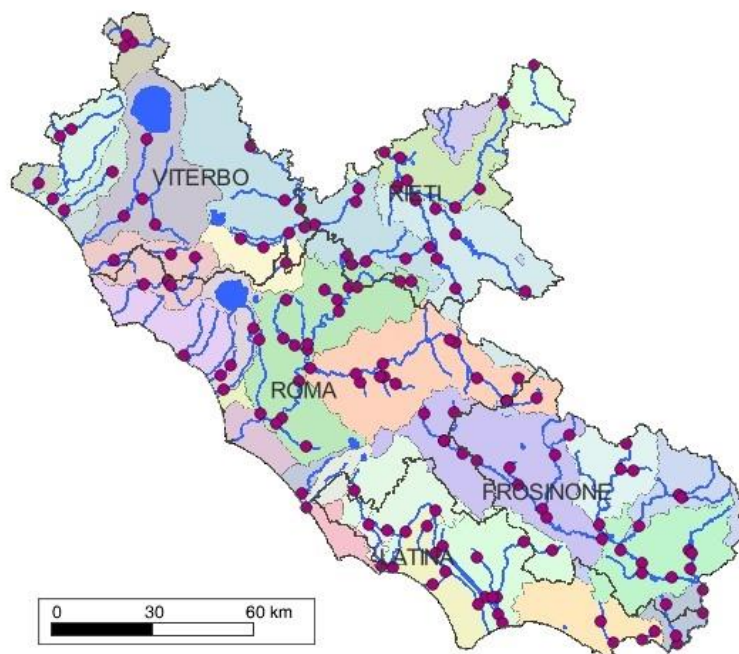 VITERBO
RIETI
ROMA
FROSINONE
LATINA
0 30 60 km